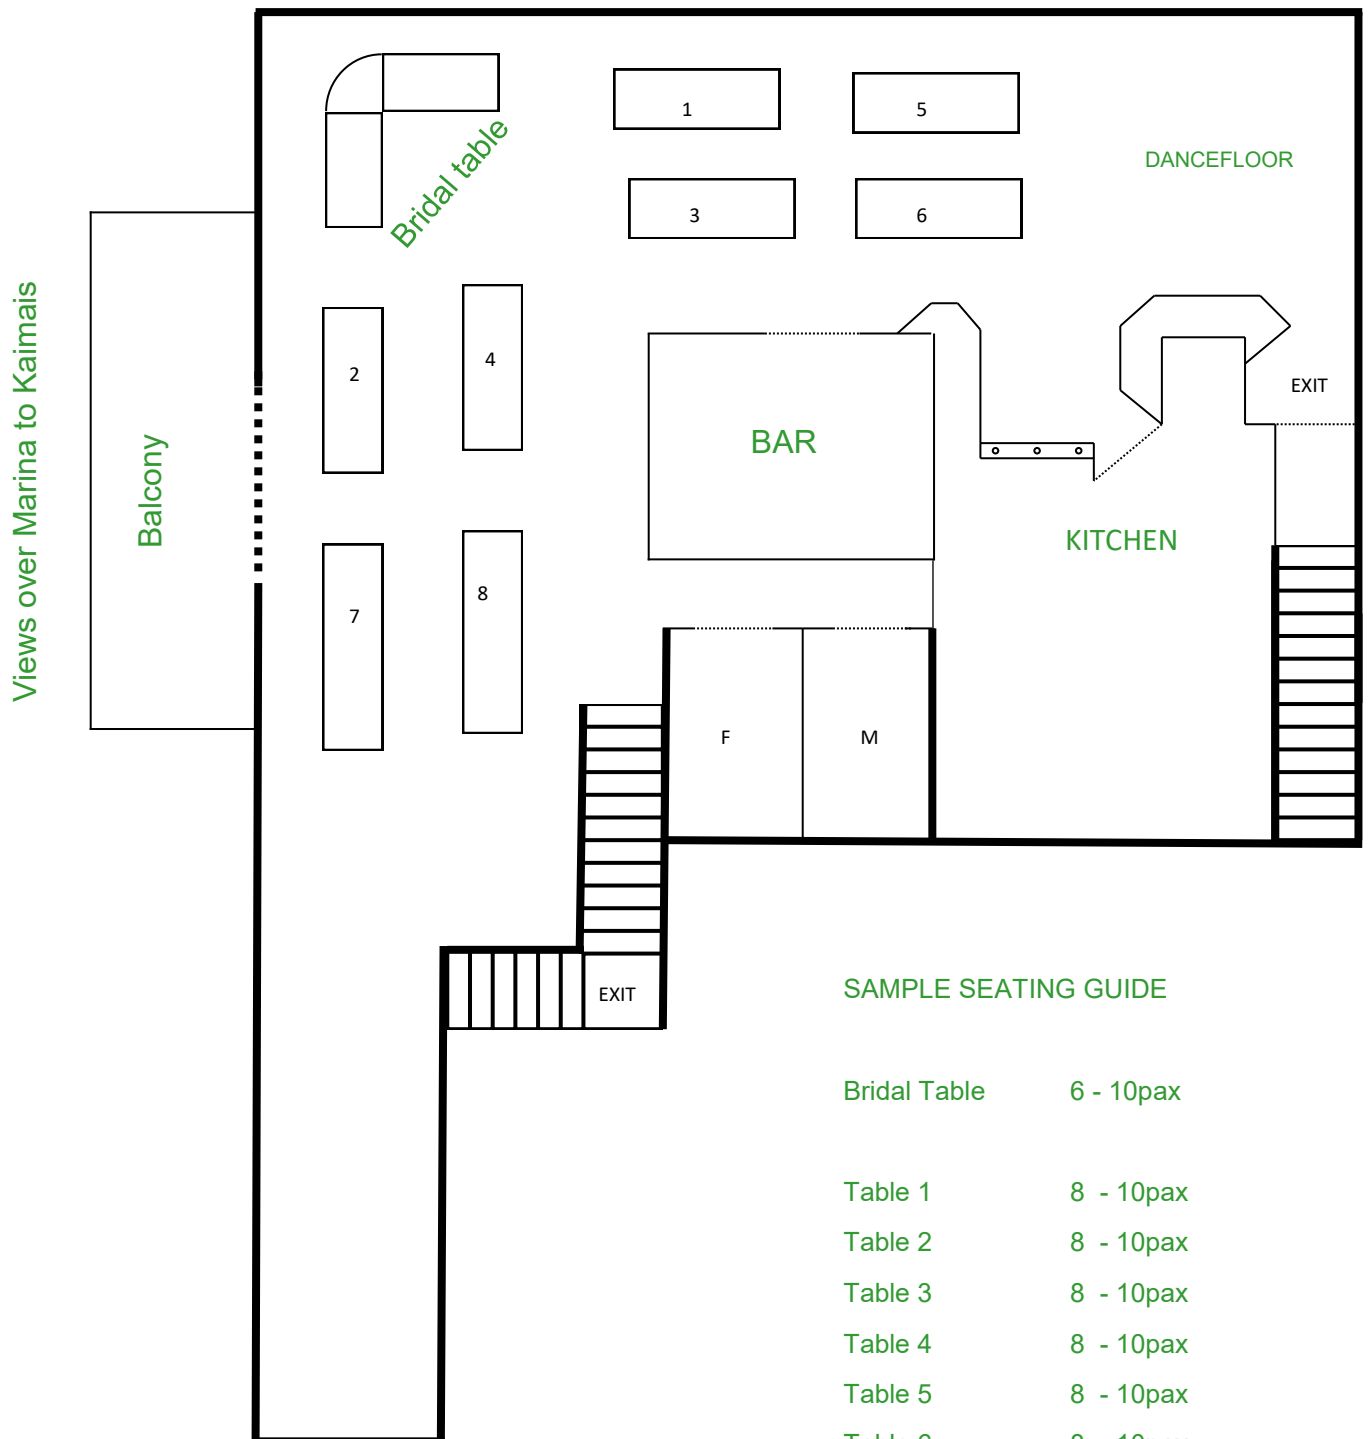 1
5
DANCEFLOOR
Bridal table
3
6
Views over Marina to Kaimais
Balcony
2
4
EXIT
BAR
KITCHEN
7
8
F
M
EXIT
SAMPLE SEATING GUIDE
Bridal Table 6 - 10pax
Table 1 8 - 10pax
Table 2 8 - 10pax
Table 3 8 - 10pax
Table 4 8 - 10pax
Table 5 8 - 10pax